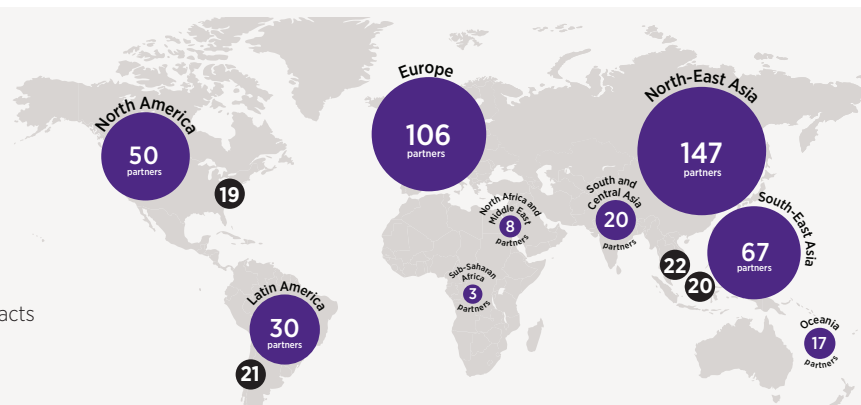 Europe
106
partners
North America
50
partners
19
North-East Asia
147
partners
South and
Central Asia
20
partners
North Africa and
Middle East
8
partners
South-East Asia
67
partners
22
20
Sub-Saharan
Africa
3
partners
Latin America
30
partners
21
acts
Oceania
17
partners